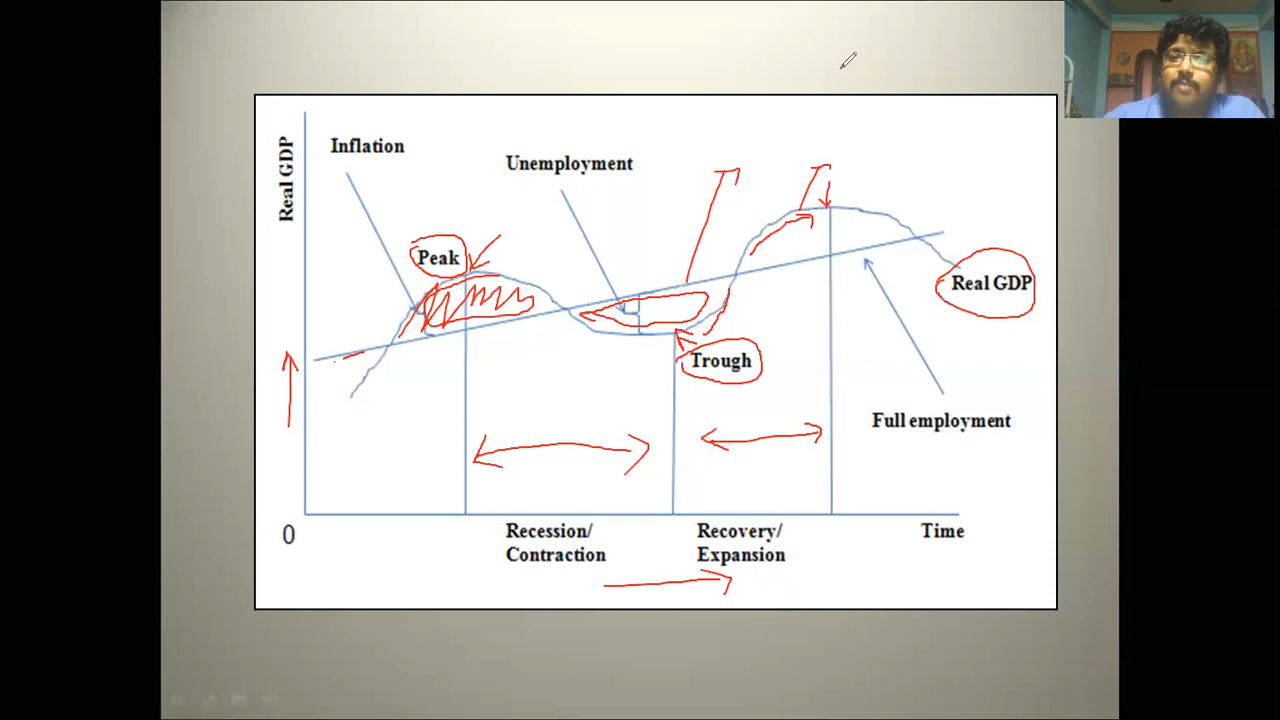 Real GDP
Inflation
Unemployment
Peak
Real GDP
Trough
Full employment
0
Recession/
Contraction
Recovery/
Expansion
Time